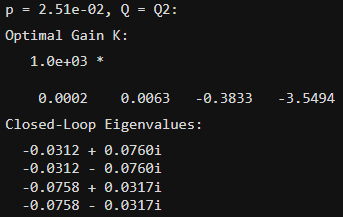 p = 2.51e-02, Q = Q2:
Optimal Gain K:
1.0e+03 *
0.0002 0.0063 -0.3833 -3.5494
Closed-Loop Eigenvalues:
-0.0312 + 0.0760i
-0.0312 - 0.0760i
-0.0758 + 0.0317i
-0.0758 - 0.0317i